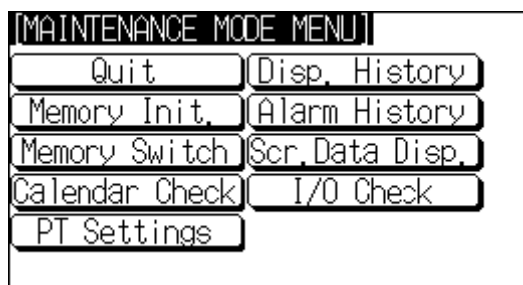 [MAINTENANCE MODE MENU]
Quit
Disp. History
Memory Init.
Alarm History
Memory Switch
Scr.Data Disp.
Calendar Check
I/O Check
PT Settings